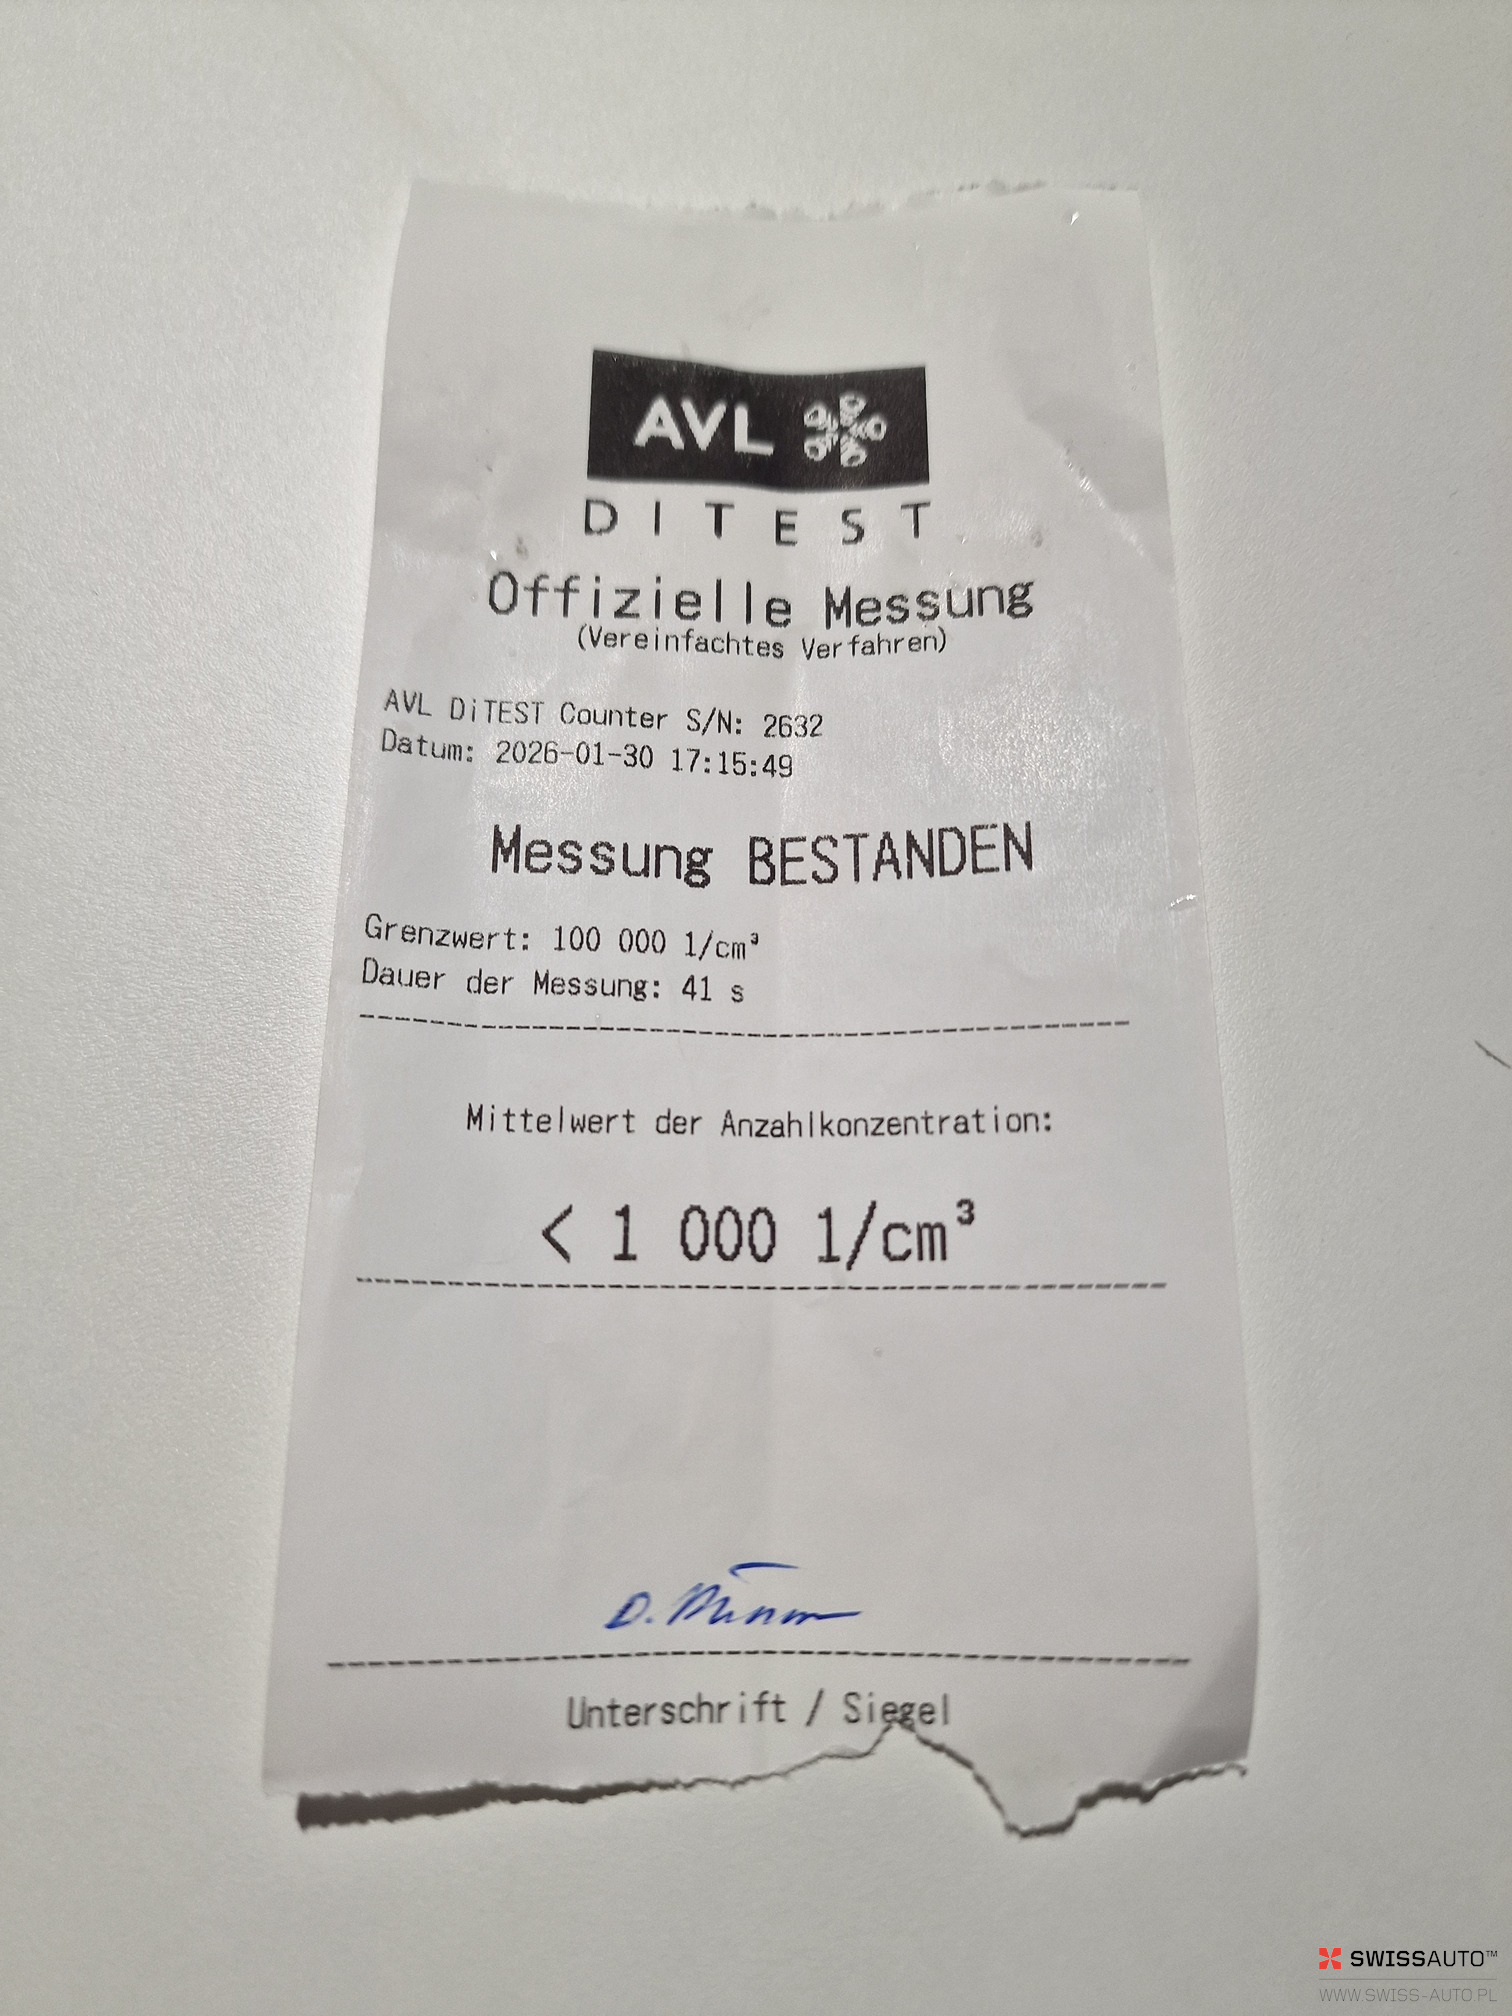 AVL
DITEST
Offizielle Messung
(Vereinfachtes Verfahren)
AVL DiTEST Counter S/N: 2632
Datum: 2026-01-30 17:15:49
Messung BESTANDEN
Grenzwert: 100 000 1/cm³
Dauer der Messung: 41 s
Mittelwert der Anzahlkonzentration:
< 1 000 1/cm³
D.
Unterschrift / Siegel
SWISSAUTO™
WWW.SWISS-AUTO.PL